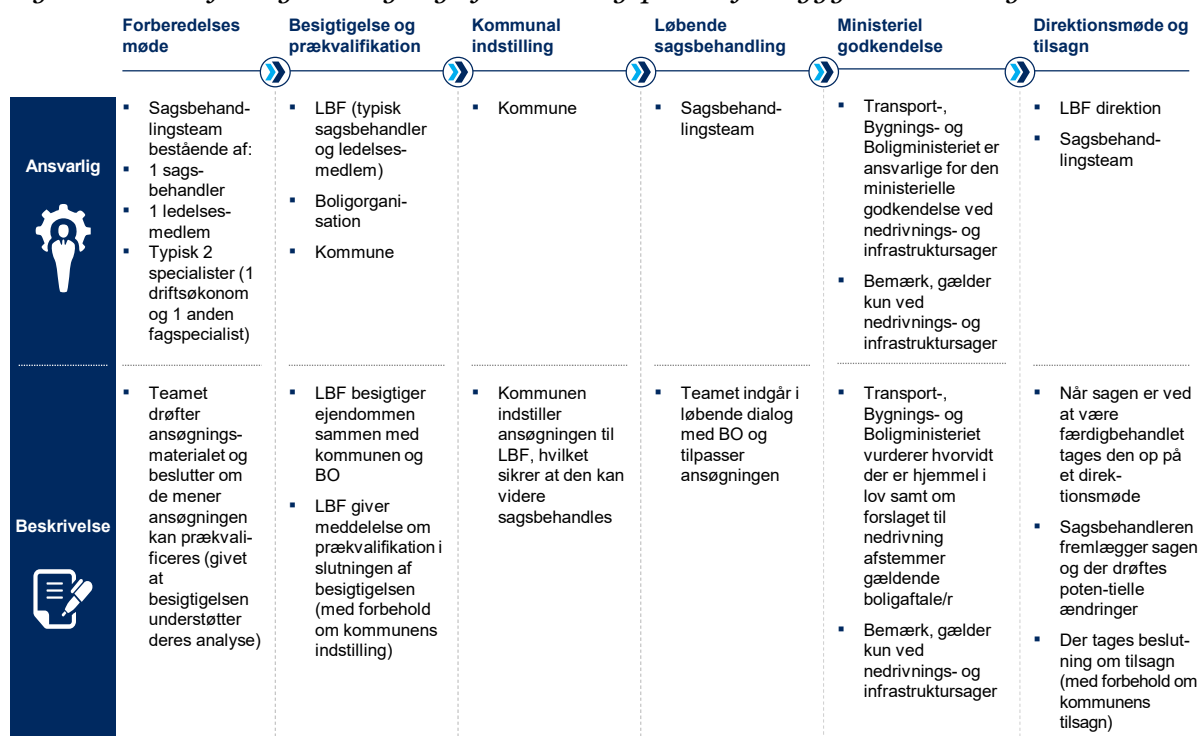 Forberedelses
møde
Besigtigelse og
prækvalifikation
Kommunal
indstilling
Løbende
sagsbehandling
Ministeriel
godkendelse
Direktionsmøde og
tilsagn
Ansvarlig
▪ Sagsbehand-
lingsteam
bestående af:
▪ 1 sags-
behandler
▪ 1 ledelses-
medlem
▪ Typisk 2
specialister (1
driftsøkonom
og 1 anden
fagspecialist)
▪ LBF (typisk
sagsbehandler
og ledelses-
medlem)
▪ Boligorgani-
sation
▪ Kommune
▪ Kommune
▪ Sagsbehand-
lingsteam
▪ Transport-,
Bygnings- og
Boligministeriet er
ansvarlige for den
ministerielle
godkendelse ved
nedrivnings- og
infrastruktursager
▪ Bemærk, gælder
kun ved
nedrivnings- og
infrastruktursager
▪ LBF direktion
▪ Sagsbehand-
lingsteam
Beskrivelse
▪ Teamet
drøfter
ansøgnings-
materialet og
beslutter om
de mener
ansøgningen
kan prækvali-
ficeres (givet
at
besigtigelsen
understøtter
deres analyse)
▪ LBF besigtiger
ejendommen
sammen med
kommunen og
BO
▪ LBF giver
meddelelse om
prækvalifikation i
slutningen af
besigtigelsen
(med forbehold
om kommunens
indstilling)
▪ Kommunen
indstiller
ansøgningen til
LBF, hvilket
sikrer at den kan
videre
sagsbehandles
▪ Teamet indgår i
løbende dialog
med BO og
tilpasser
ansøgningen
▪ Transport-,
Bygnings- og
Boligministeriet
vurderer hvorvidt
der er hjemmel i
lov samt om
forslaget til
nedrivning
afstemmer
gældende
boligaftale/r
▪ Bemærk, gælder
kun ved
nedrivnings- og
infrastruktursager
▪ Når sagen er ved
at være
færdigbehandlet
tages den op på
et direk-
tionsmøde
▪ Sagsbehandleren
fremlægger sagen
og der drøftes
poten-tielle
ændringer
▪ Der tages beslut-
ning om tilsagn
(med forbehold om
kommunens
tilsagn)